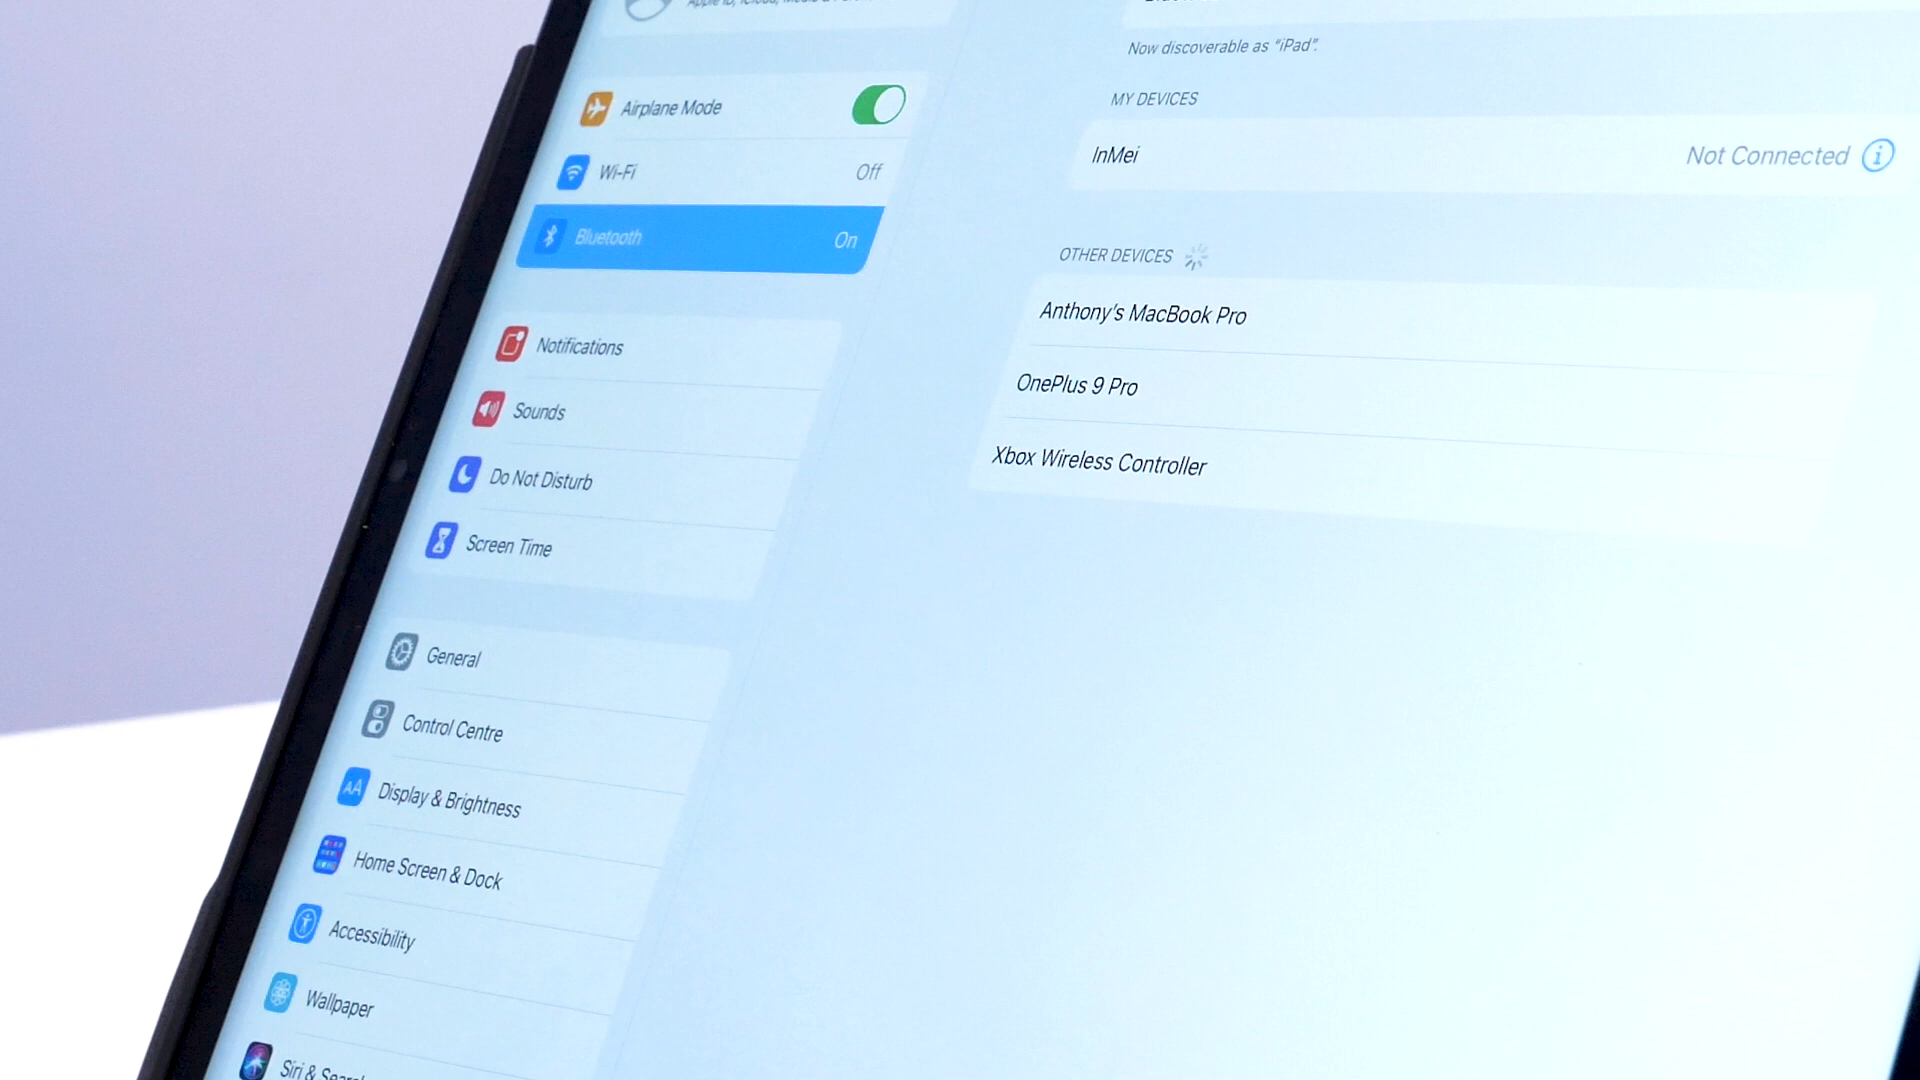 Now discoverable as “iPad”.
Airplane Mode
Wi-Fi Off
Bluetooth On
Notifications
Sounds
Do Not Disturb
Screen Time
General
Control Centre
AA Display & Brightness
Home Screen & Dock
Accessibility
Wallpaper
Siri &
MY DEVICES
InMei Not Connected i
OTHER DEVICES
Anthony’s MacBook Pro
OnePlus 9 Pro
Xbox Wireless Controller